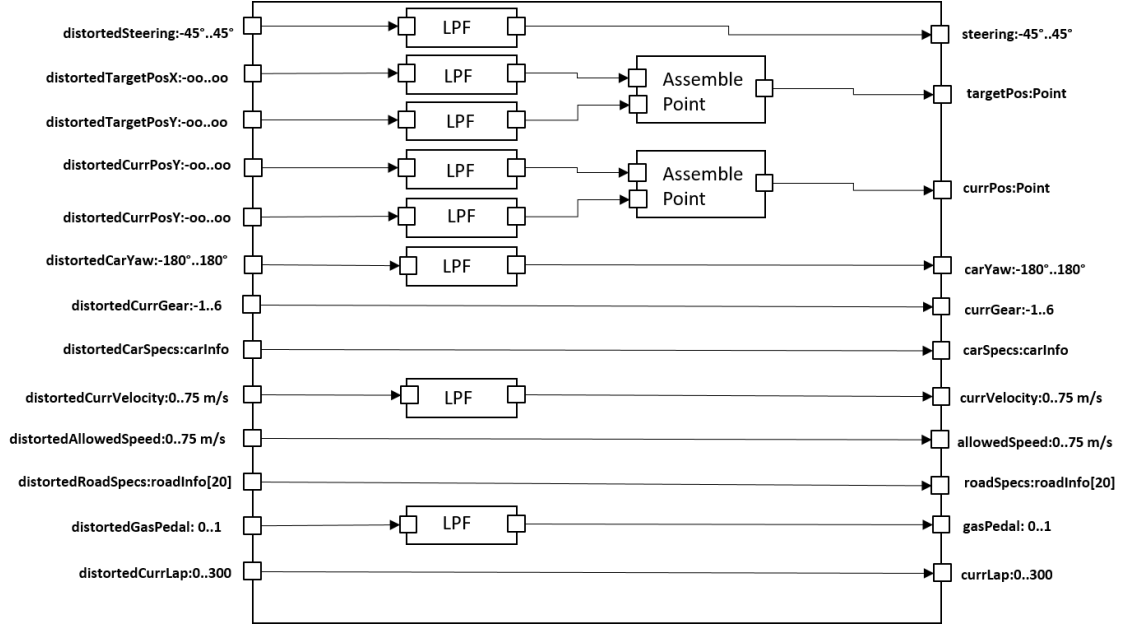 distortedSteering:-45°..45°
LPF
steering:-45°..45°
distortedTargetPosX:-oo..oo
LPF
Assemble
Point
targetPos:Point
distortedTargetPosY:-oo..oo
LPF
distortedCurrPosY:-oo..oo
LPF
Assemble
Point
currPos:Point
distortedCurrPosY:-oo..oo
LPF
distortedCarYaw:-180°..180°
LPF
carYaw:-180°..180°
distortedCurrGear:-1..6
currGear:-1..6
distortedCarSpecs:carInfo
carSpecs:carInfo
distortedCurrVelocity:0..75 m/s
LPF
currVelocity:0..75 m/s
distortedAllowedSpeed:0..75 m/s
allowedSpeed:0..75 m/s
distortedRoadSpecs:roadInfo[20]
roadSpecs:roadInfo[20]
distortedGasPedal: 0..1
LPF
gasPedal: 0..1
distortedCurrLap:0..300
currLap:0..300